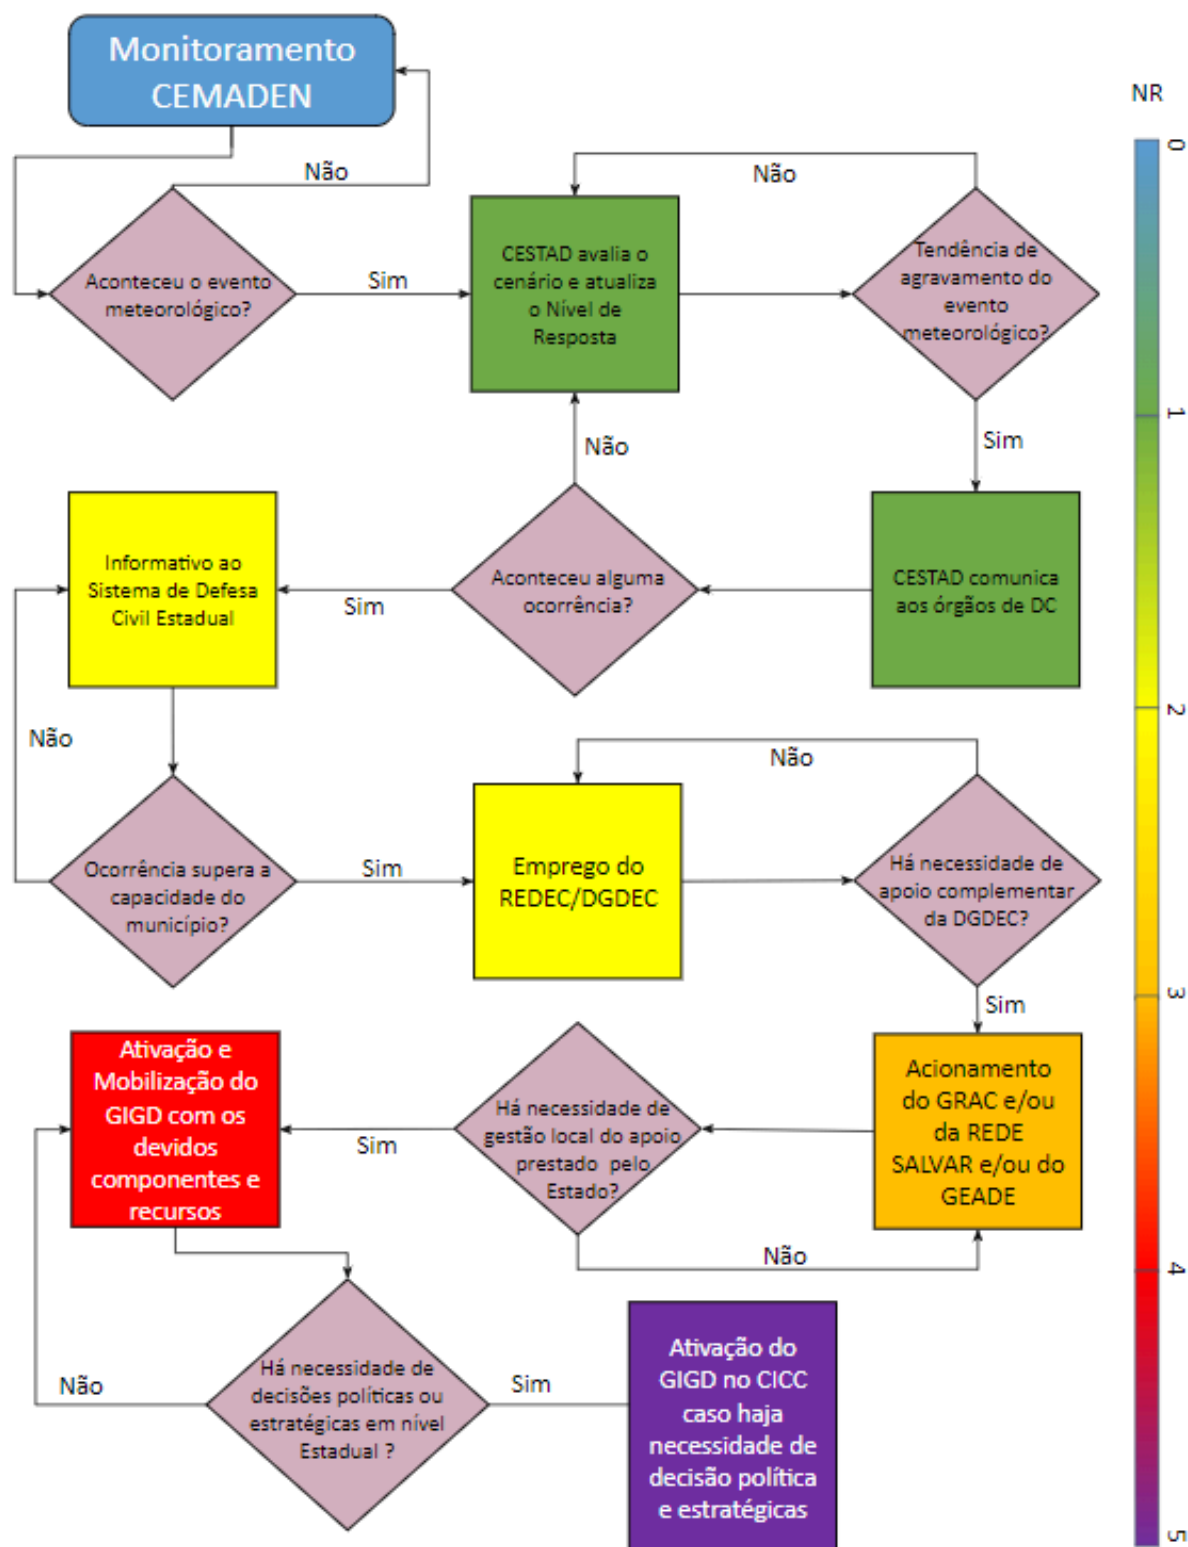 Monitoramento
CEMADEN
NR
0
Não
Não
Aconteceu o evento
meteorológico?
Sim
CESTAD avalia o
cenário e atualiza
o Nível de
Resposta
Tendência de
agravamento do
evento
meteorológico?
1
Sim
Não
Informativo ao
Sistema de Defesa
Civil Estadual
Sim
Aconteceu alguma
ocorrência?
CESTAD comunica
aos órgãos de DC
2
Não
Não
Ocorrência supera a
capacidade do
município?
Sim
Emprego do
REDEC/DGDEC
Há necessidade de
apoio complementar
da DGDEC?
3
Sim
Ativação e
Mobilização do
GIGD com os
devidos
componentes e
recursos
Sim
Há necessidade de
gestão local do apoio
prestado pelo
Estado?
Acionamento
do GRAC e/ou
da REDE
SALVAR e/ou do
GEADE
Não
4
Não
Há necessidade de
decisões políticas ou
estratégicas em nível
Estadual ?
Sim
Ativação do
GIGD no CICC
caso haja
necessidade de
decisão política
e estratégicas
5